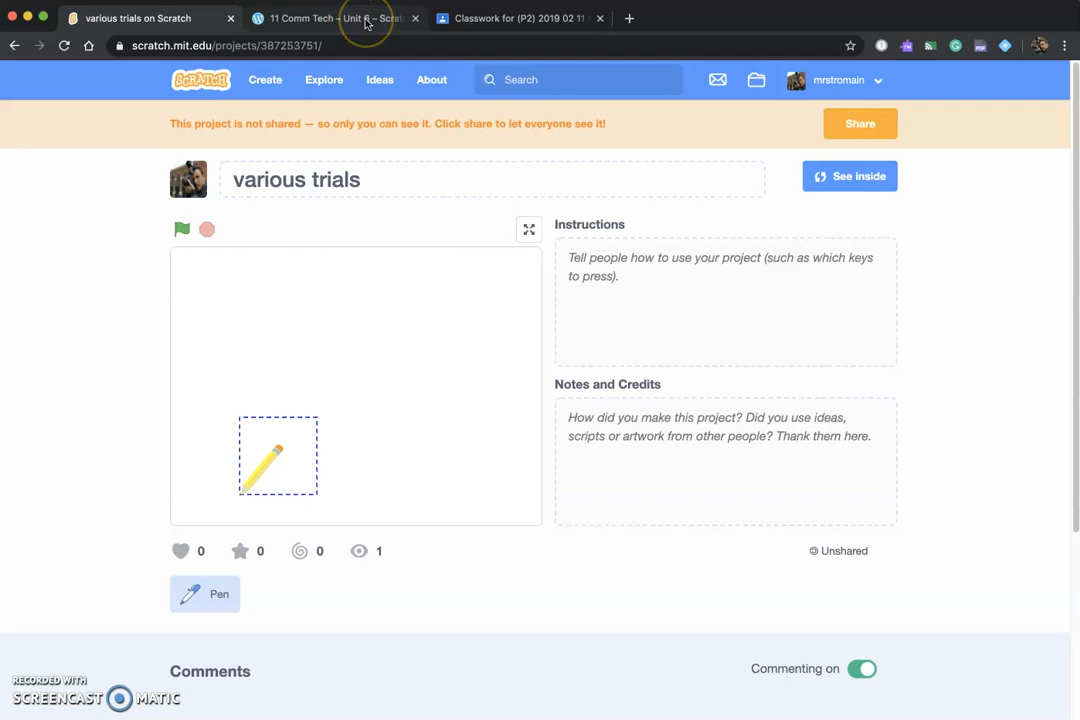 various trials on Scratch
11 Comm Tech – Unit 6 – Scrat
Classwork for (P2) 2019 02 11
scratch.mit.edu/projects/387253751/
SCRATCH
Create
Explore
Ideas
About
Search
mrstromain
This project is not shared — so only you can see it. Click share to let everyone see it!
Share
various trials
See inside
Instructions
Tell people how to use your project (such as which keys
to press).
Notes and Credits
How did you make this project? Did you use ideas,
scripts or artwork from other people? Thank them here.
0
0
0
1
Unshared
Pen
Comments
Commenting on
RECORDED WITH
SCREENCAST MATIC